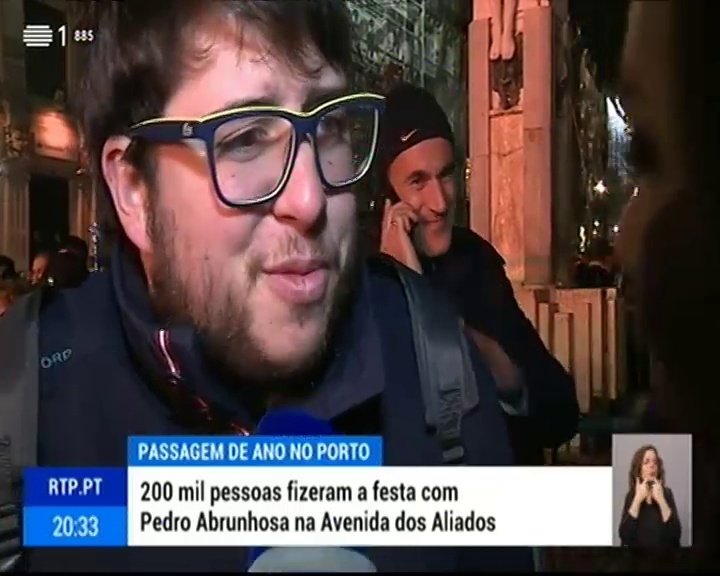 1 885
ORP
PASSAGEM DE ANO NO PORTO
RTP.PT
200 mil pessoas fizeram a festa com
20:33
Pedro Abrunhosa na Avenida dos Aliados